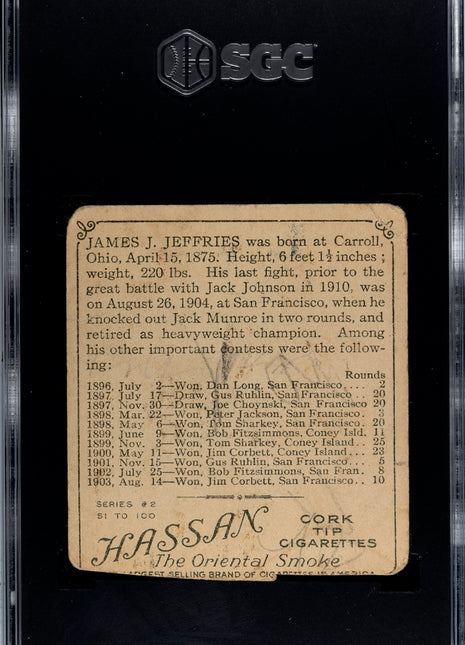 SGC
JAMES J. JEFFRIES was born at Carroll,
Ohio, April 15, 1875. Height, 6 feet 1½ inches;
weight, 220 lbs. His last fight, prior to the
great battle with Jack Johnson in 1910, was
on August 26, 1904, at San Francisco, when he
knocked out Jack Munroe in two rounds, and
retired as heavyweight champion. Among
his other important contests were the follow-
ing:
Rounds
1896, July 2—Won, Dan Long, San Francisco... 2
1897, July 17—Draw, Gus Ruhlin, San Francisco.. 20
1897, Nov. 30—Draw, Joe Choynski, San Francisco 20
1898, Mar. 22—Won, Peter Jackson, San Francisco. 3
1898, May 6—Won, Tom Sharkey, San Francisco.. 20
1899, June 9—Won, Bob Fitzsimmons, Coney Isld. 11
1899, Nov. 3—Won, Tom Sharkey, Coney Island.. 25
1900, May 11—Won, Jim Corbett, Coney Island... 23
1901, Nov. 15—Won, Gus Ruhlin, San Francisco... 5
1902, July 25—Won, Bob Fitzsimmons, San Fran. 8
1903, Aug. 14—Won, Jim Corbett, San Francisco.. 10
SERIES #2
51 TO 100
HASSAN
CORK
TIP
CIGARETTES
The Oriental Smoke
LARGEST SELLING BRAND OF CIGARETTES IN AMERICA